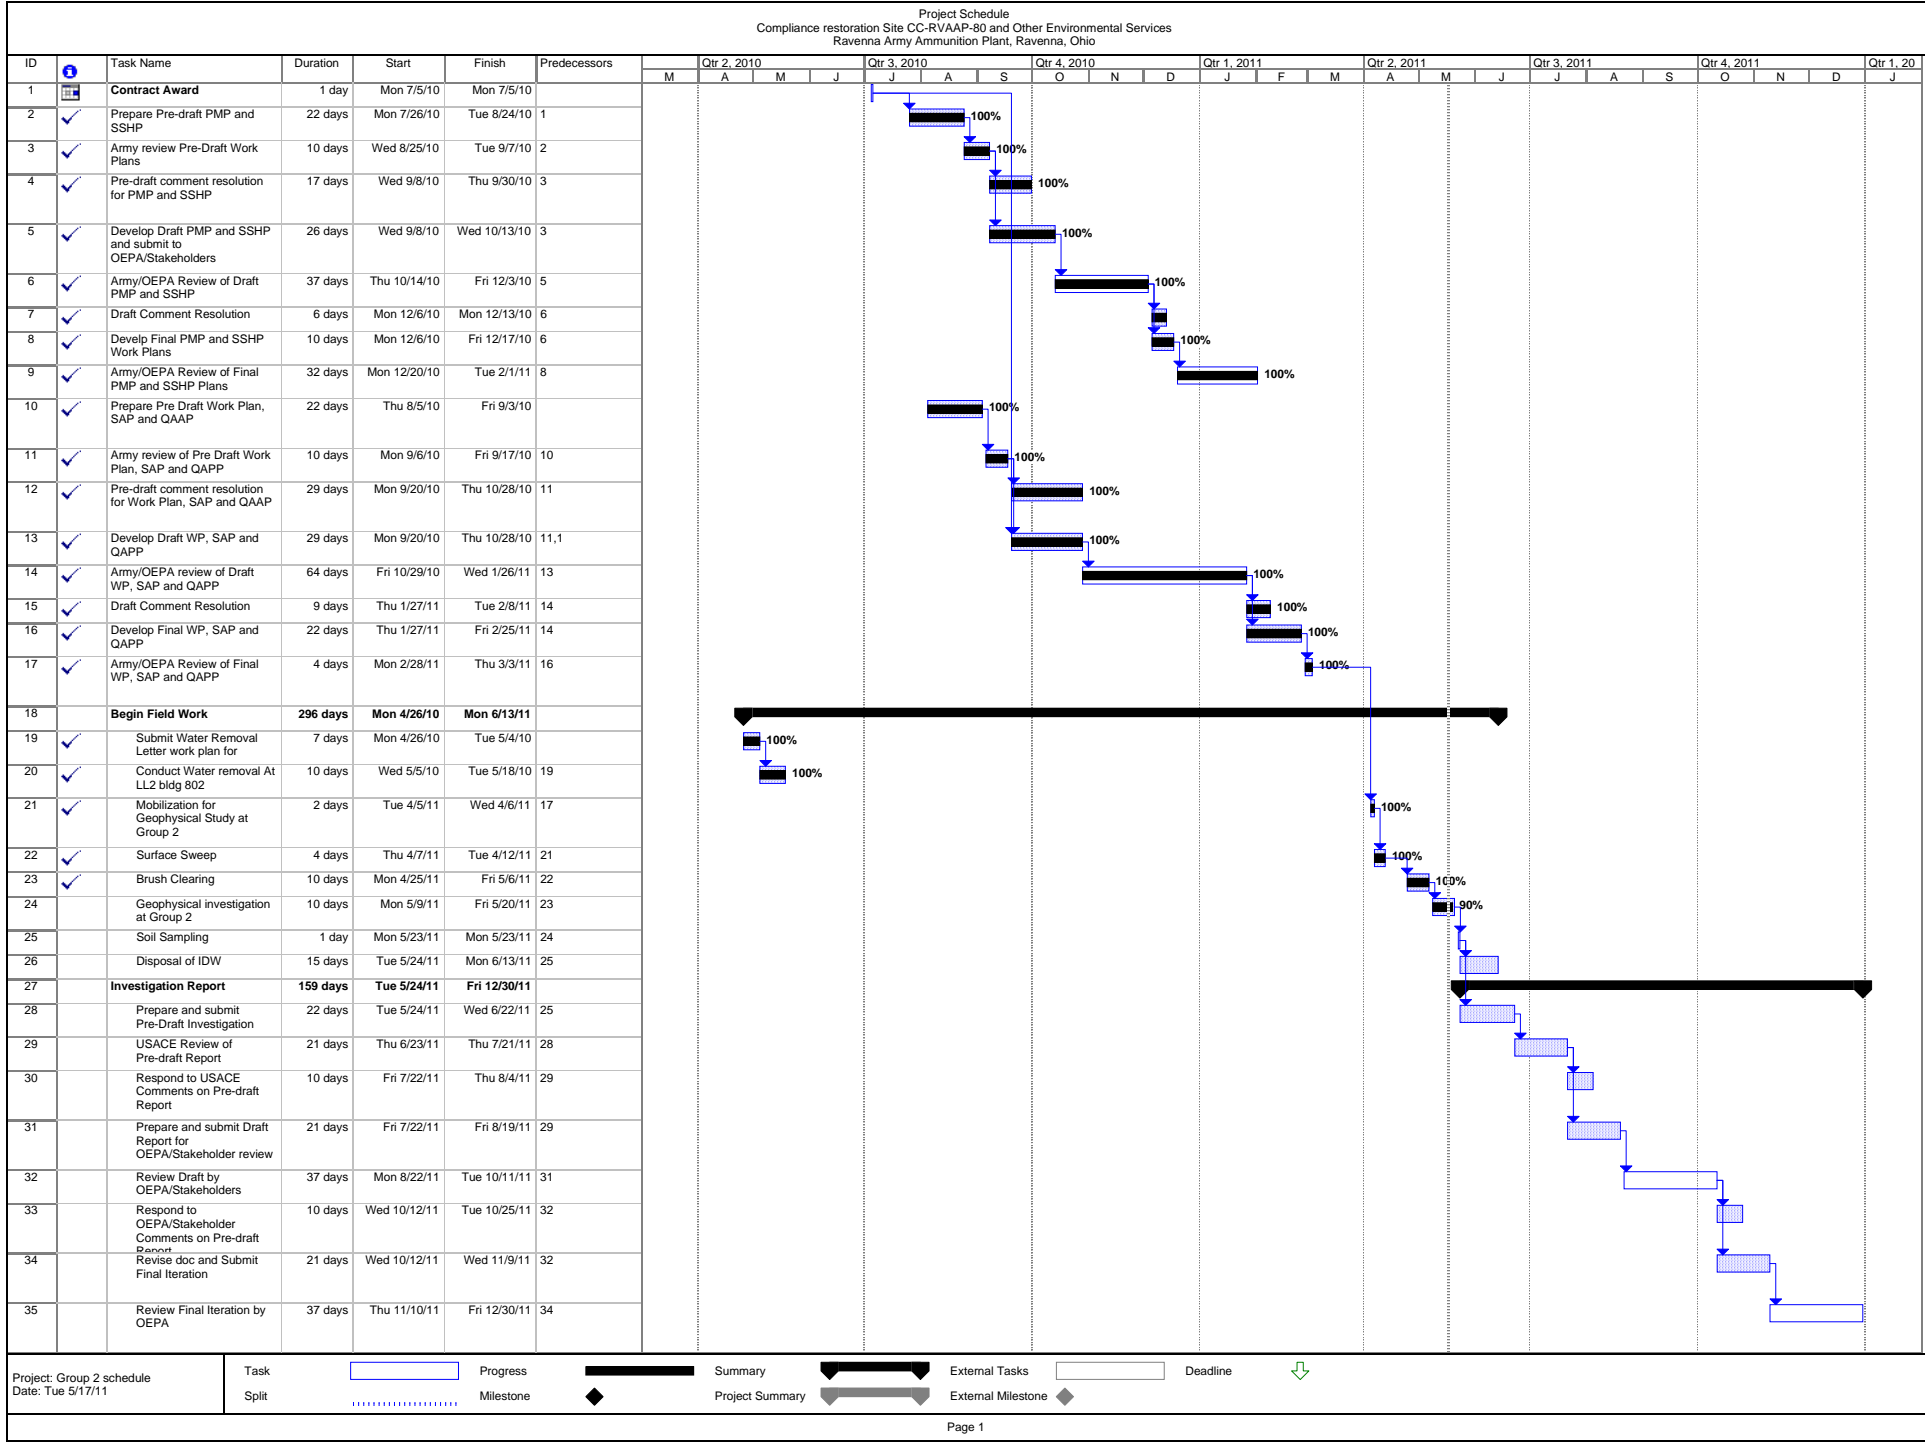 Project Schedule
Compliance restoration Site CC-RVAAP-80 and Other Environmental Services
Ravenna Army Ammunition Plant, Ravenna, Ohio
ID Task Name Duration Start Finish Predecessors
Qtr 2, 2010 Qtr 3, 2010 Qtr 4, 2010 Qtr 1, 2011 Qtr 2, 2011 Qtr 3, 2011 Qtr 4, 2011 Qtr 1, 20
M A M J J A S O N D J F M A M J J A S O N D J
1 Contract Award 1 day Mon 7/5/10 Mon 7/5/10
2 Prepare Pre-draft PMP and 22 days Mon 7/26/10 Tue 8/24/10 1 100%
SSHP
3 Army review Pre-Draft Work 10 days Wed 8/25/10 Tue 9/7/10 2 100%
Plans
4 Pre-draft comment resolution 17 days Wed 9/8/10 Thu 9/30/10 3 100%
for PMP and SSHP
5 Develop Draft PMP and SSHP 26 days Wed 9/8/10 Wed 10/13/10 3 100%
and submit to
OEPA/Stakeholders
6 Army/OEPA Review of Draft 37 days Thu 10/14/10 Fri 12/3/10 5 100%
PMP and SSHP
7 Draft Comment Resolution 6 days Mon 12/6/10 Mon 12/13/10 6
8 Develp Final PMP and SSHP 10 days Mon 12/6/10 Fri 12/17/10 6 100%
Work Plans
9 Army/OEPA Review of Final 32 days Mon 12/20/10 Tue 2/1/11 8 100%
PMP and SSHP Plans
10 Prepare Pre Draft Work Plan, 22 days Thu 8/5/10 Fri 9/3/10 100%
SAP and QAAP
11 Army review of Pre Draft Work 10 days Mon 9/6/10 Fri 9/17/10 10 100%
Plan, SAP and QAPP
12 Pre-draft comment resolution 29 days Mon 9/20/10 Thu 10/28/10 11 100%
for Work Plan, SAP and QAAP
13 Develop Draft WP, SAP and 29 days Mon 9/20/10 Thu 10/28/10 11,1 100%
QAPP
14 Army/OEPA review of Draft 64 days Fri 10/29/10 Wed 1/26/11 13 100%
WP, SAP and QAPP
15 Draft Comment Resolution 9 days Thu 1/27/11 Tue 2/8/11 14 100%
16 Develop Final WP, SAP and 22 days Thu 1/27/11 Fri 2/25/11 14 100%
QAPP
17 Army/OEPA Review of Final 4 days Mon 2/28/11 Thu 3/3/11 16 100%
WP, SAP and QAPP
18 Begin Field Work 296 days Mon 4/26/10 Mon 6/13/11
19 Submit Water Removal 7 days Mon 4/26/10 Tue 5/4/10 100%
Letter work plan for
20 Conduct Water removal At 10 days Wed 5/5/10 Tue 5/18/10 19 100%
LL2 bldg 802
21 Mobilization for 2 days Tue 4/5/11 Wed 4/6/11 17 100%
Geophysical Study at
Group 2
22 Surface Sweep 4 days Thu 4/7/11 Tue 4/12/11 21 100%
23 Brush Clearing 10 days Mon 4/25/11 Fri 5/6/11 22 100%
24 Geophysical investigation 10 days Mon 5/9/11 Fri 5/20/11 23 90%
at Group 2
25 Soil Sampling 1 day Mon 5/23/11 Mon 5/23/11 24
26 Disposal of IDW 15 days Tue 5/24/11 Mon 6/13/11 25
27 Investigation Report 159 days Tue 5/24/11 Fri 12/30/11
28 Prepare and submit 22 days Tue 5/24/11 Wed 6/22/11 25
Pre-Draft Investigation
29 USACE Review of 21 days Thu 6/23/11 Thu 7/21/11 28
Pre-draft Report
30 Respond to USACE 10 days Fri 7/22/11 Thu 8/4/11 29
Comments on Pre-draft
Report
31 Prepare and submit Draft 21 days Fri 7/22/11 Fri 8/19/11 29
Report for
OEPA/Stakeholder review
32 Review Draft by 37 days Mon 8/22/11 Tue 10/11/11 31
OEPA/Stakeholders
33 Respond to 10 days Wed 10/12/11 Tue 10/25/11 32
OEPA/Stakeholder
Comments on Pre-draft
Report
34 Revise doc and Submit 21 days Wed 10/12/11 Wed 11/9/11 32
Final Iteration
35 Review Final Iteration by 37 days Thu 11/10/11 Fri 12/30/11 34
OEPA
Project: Group 2 schedule
Date: Tue 5/17/11
Task Progress Summary External Tasks Deadline
Split Milestone Project Summary External Milestone
Page 1